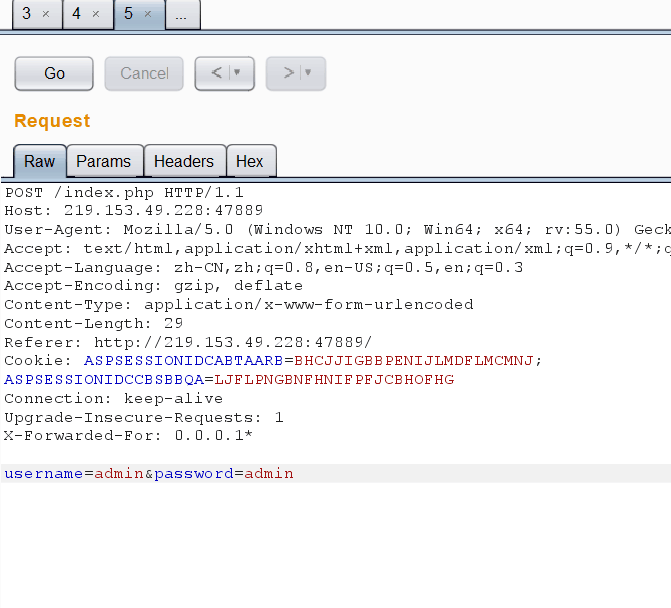 3 × 4 × 5 × ...
Go Cancel < > 
Request
Raw Params Headers Hex
POST /index.php HTTP/1.1
Host: 219.153.49.228:47889
User-Agent: Mozilla/5.0 (Windows NT 10.0; Win64; x64; rv:55.0) Geck
Accept: text/html,application/xhtml+xml,application/xml;q=0.9,*/*;q
Accept-Language: zh-CN,zh;q=0.8,en-US;q=0.5,en;q=0.3
Accept-Encoding: gzip, deflate
Content-Type: application/x-www-form-urlencoded
Content-Length: 29
Referer: http://219.153.49.228:47889/
Cookie: ASPSESSIONIDCABTAARB=BHCJJIGBBPENIJLMDFLMCMNJ;
ASPSESSIONIDCCBSBBQA=LJFLPNGBNFHNIFPFJCBHOFHG
Connection: keep-alive
Upgrade-Insecure-Requests: 1
X-Forwarded-For: 0.0.0.1*
username=admin&password=admin